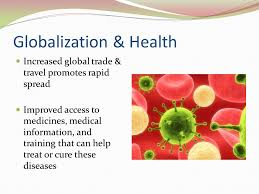 Globalization & Health
Increased global trade &
travel promotes rapid
spread
Improved access to
medicines, medical
information, and
training that can help
treat or cure these
diseases